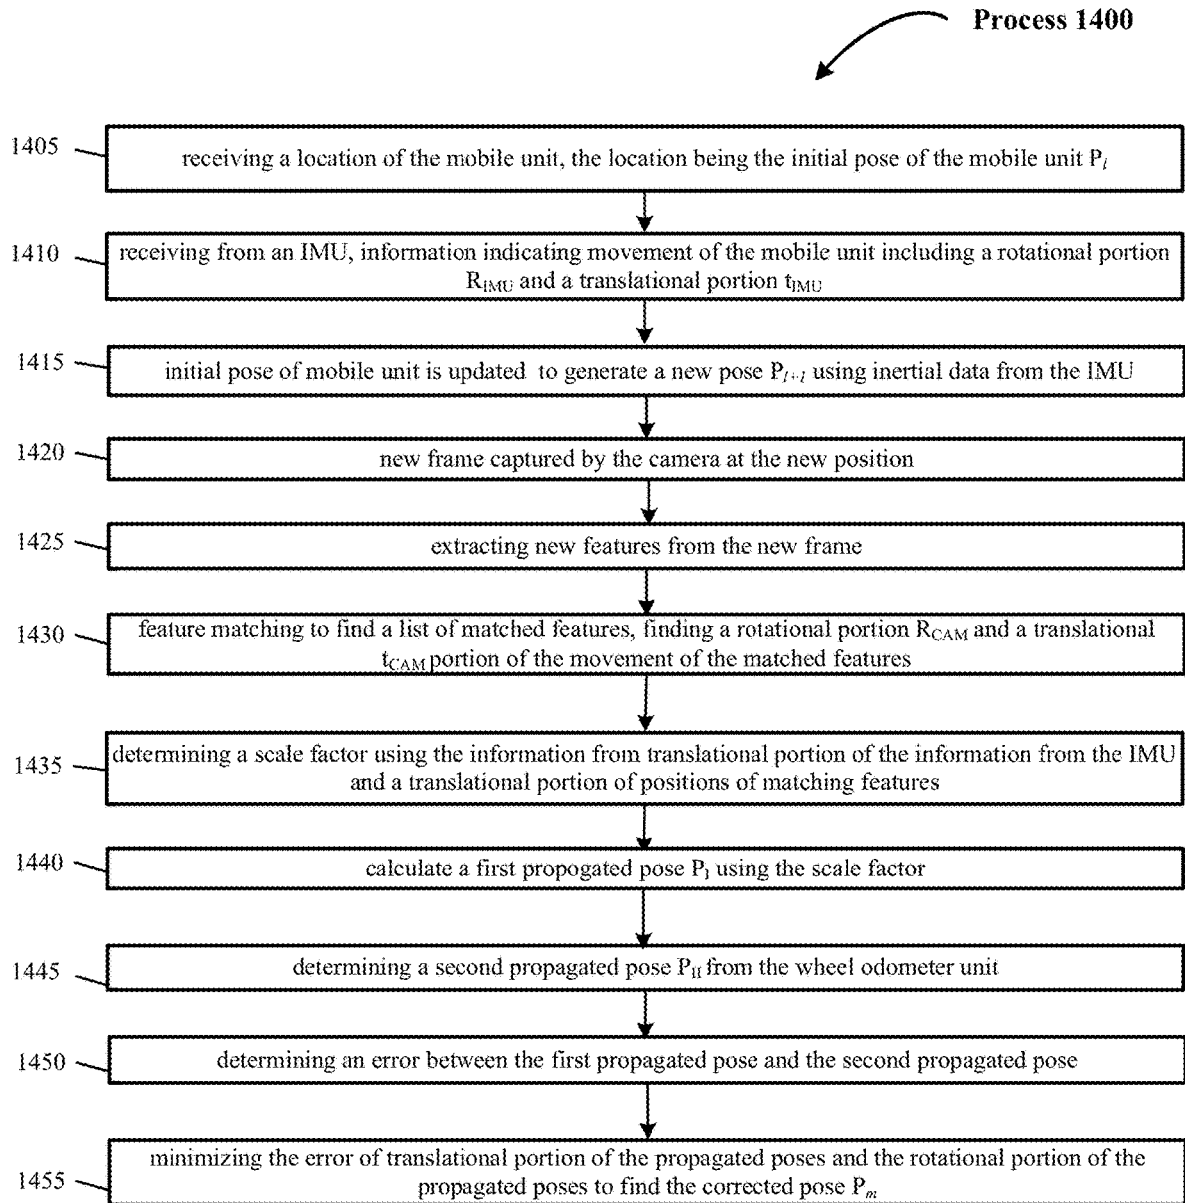 Process 1400
1405
receiving a location of the mobile unit, the location being the initial pose of the mobile unit P_l
1410
receiving from an IMU, information indicating movement of the mobile unit including a rotational portion
R_IMU and a translational portion t_IMU
1415
initial pose of mobile unit is updated to generate a new pose P_l+l using inertial data from the IMU
1420
new frame captured by the camera at the new position
1425
extracting new features from the new frame
1430
feature matching to find a list of matched features, finding a rotational portion R_CAM and a translational
t_CAM portion of the movement of the matched features
1435
determining a scale factor using the information from translational portion of the information from the IMU
and a translational portion of positions of matching features
1440
calculate a first propogated pose P_I using the scale factor
1445
determining a second propagated pose P_II from the wheel odometer unit
1450
determining an error between the first propagated pose and the second propagated pose
1455
minimizing the error of translational portion of the propagated poses and the rotational portion of the
propagated poses to find the corrected pose P_m